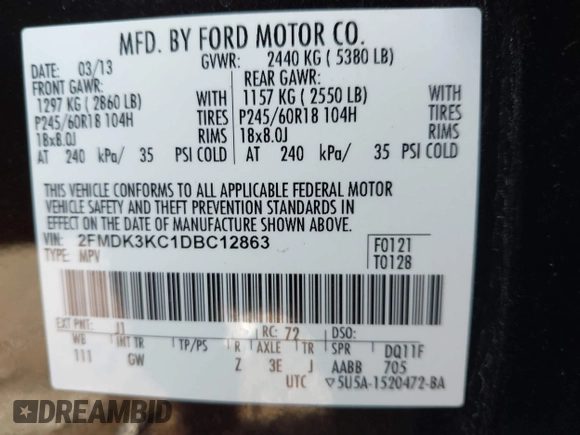 MFD. BY FORD MOTOR CO.
DATE: 03/13
GVWR: 2440 KG ( 5380 LB)
FRONT GAWR: REAR GAWR:
1297 KG ( 2860 LB) WITH 1157 KG ( 2550 LB) WITH
P245/60R18 104H TIRES P245/60R18 104H TIRES
18x8.0J RIMS 18x8.0J RIMS
AT 240 kPa/ 35 PSI COLD AT 240 kPa/ 35 PSI COLD
THIS VEHICLE CONFORMS TO ALL APPLICABLE FEDERAL MOTOR
VEHICLE SAFETY AND THEFT PREVENTION STANDARDS IN
EFFECT ON THE DATE OF MANUFACTURE SHOWN ABOVE.
VIN: 2FMDK3KC1DBC12863 F0121
TYPE: MPV T0128
EXT PNT: J1 RC: 72 DSO:
WB INT TR TP/PS R AXLE TR SPR DQ11F
111 GW Z 3E J AABB 705
UTC ▽5U5A-1520472-BA
DREAMBID